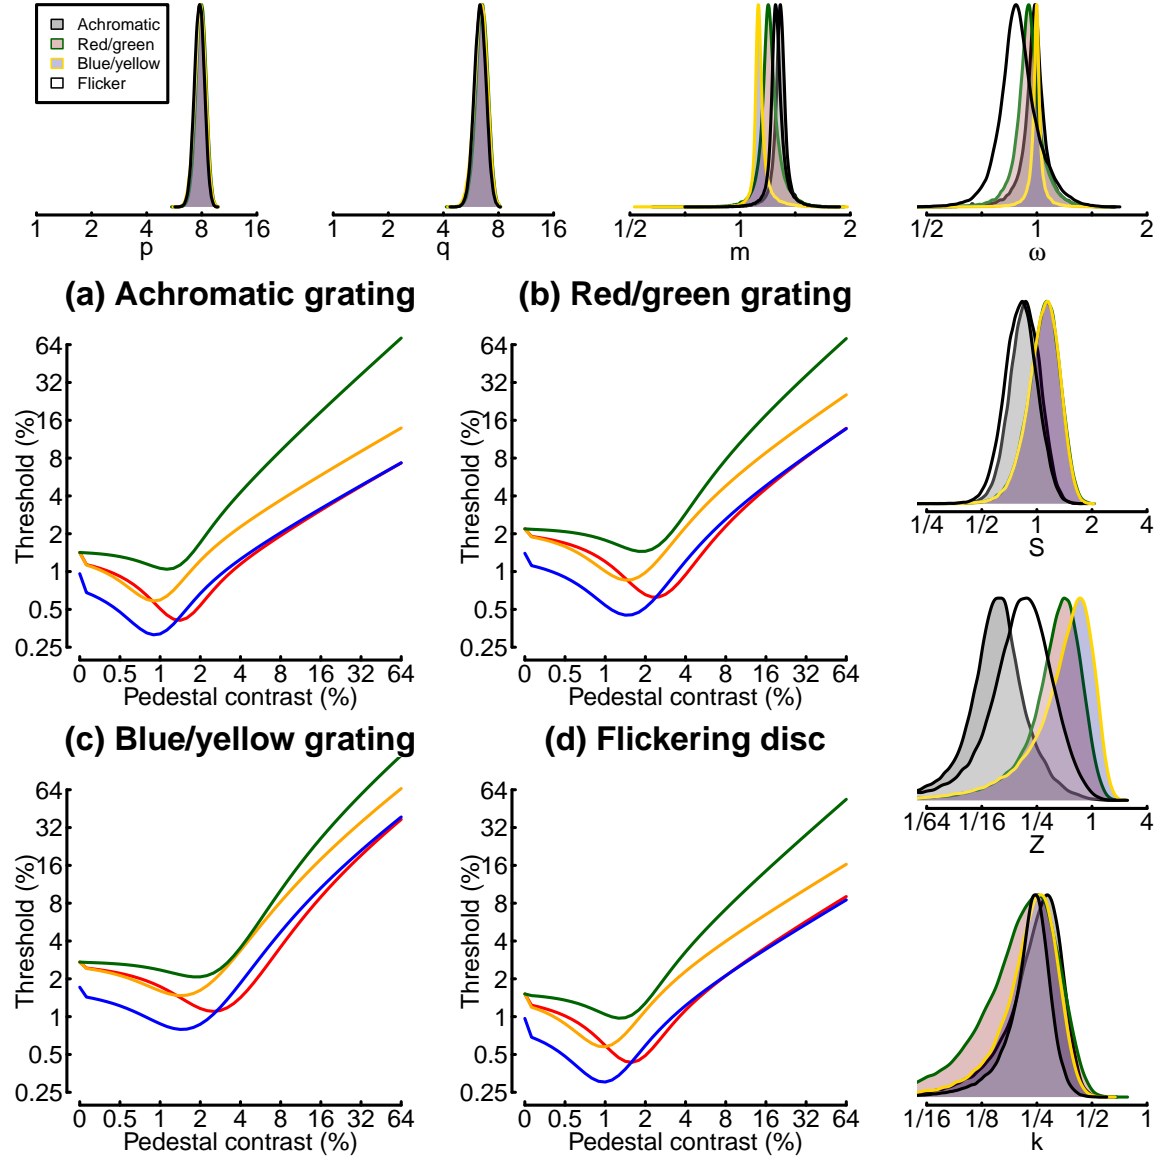 Achromatic
Red/green
Blue/yellow
Flicker
1 2 4 8 16
p
1 2 4 8 16
q
1/2 1 2
m
1/2 1 2
ω
(a) Achromatic grating
(b) Red/green grating
64
32
16
8
4
2
1
0.5
0.25
Threshold (%)
0 0.5 1 2 4 8 16 32 64
Pedestal contrast (%)
64
32
16
8
4
2
1
0.5
0.25
Threshold (%)
0 0.5 1 2 4 8 16 32 64
Pedestal contrast (%)
1/4 1/2 1 2 4
S
1/64 1/16 1/4 1 4
Z
(c) Blue/yellow grating
(d) Flickering disc
64
32
16
8
4
2
1
0.5
0.25
Threshold (%)
0 0.5 1 2 4 8 16 32 64
Pedestal contrast (%)
64
32
16
8
4
2
1
0.5
0.25
Threshold (%)
0 0.5 1 2 4 8 16 32 64
Pedestal contrast (%)
1/16 1/8 1/4 1/2 1
k